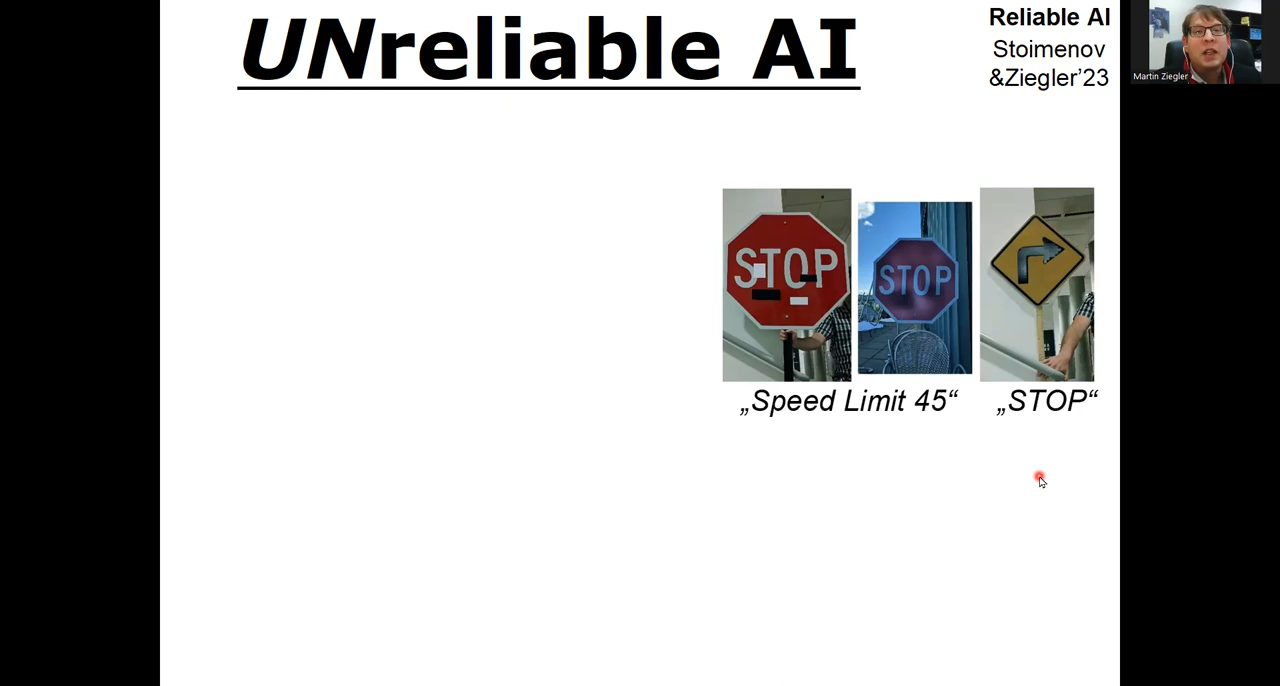 UNreliable AI
Reliable AI
Stoimenov
&Ziegler’23
Martin Ziegler
STOP
STOP
„Speed Limit 45“
„STOP“